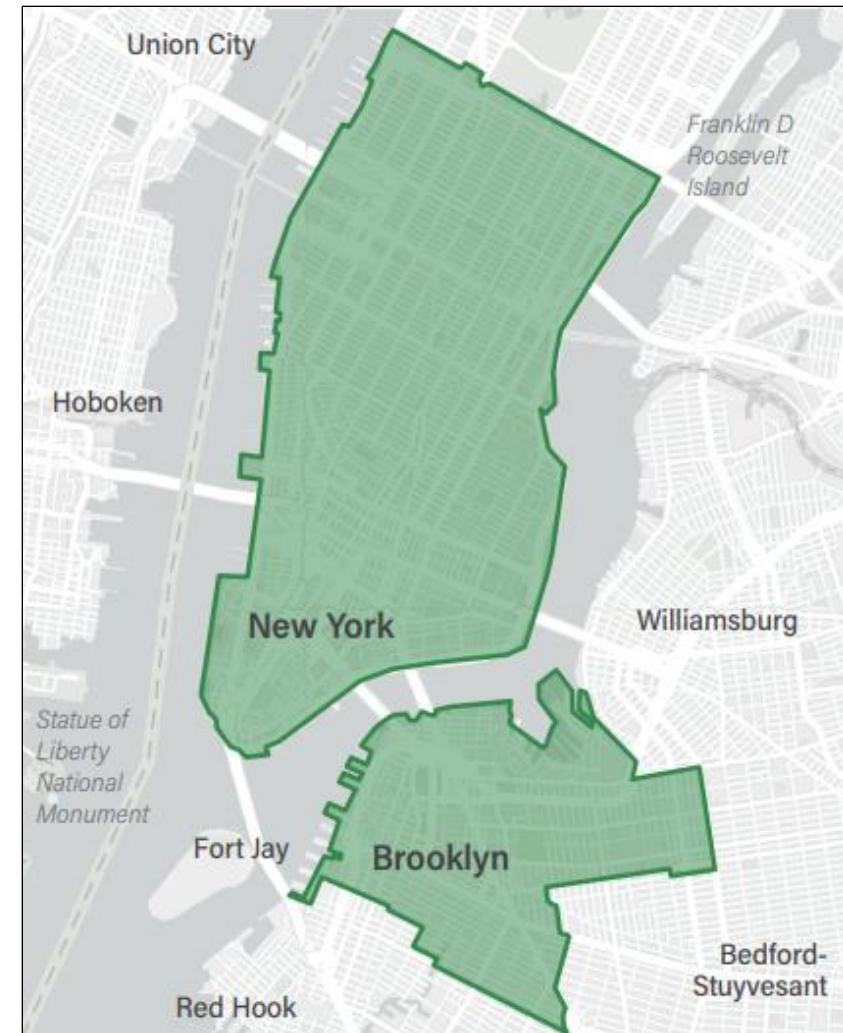 Union City
Franklin D
Roosevelt
Island
Hoboken
New York
Williamsburg
Statue of
Liberty
National
Monument
Fort Jay
Brooklyn
Bedford-
Stuyvesant
Red Hook